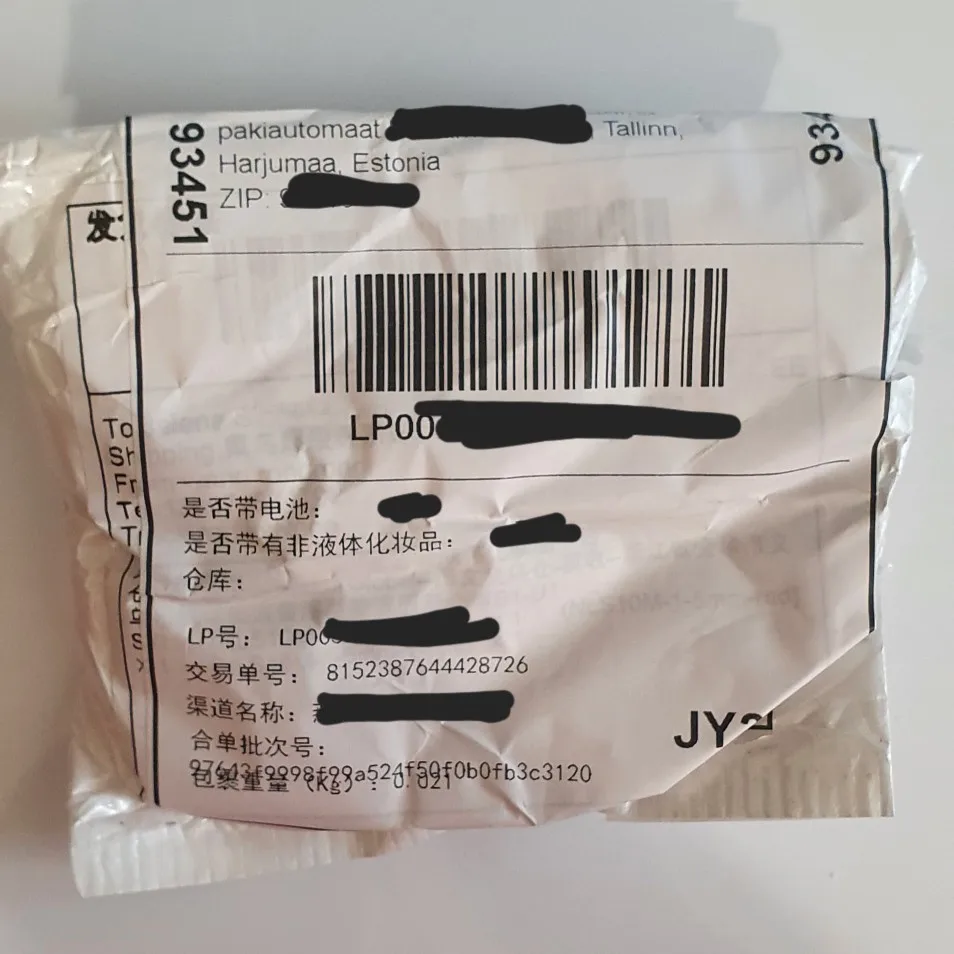 93451
pakiautomaat Tallinn,
Harjumaa, Estonia
ZIP:
LP00
是否带电池：
是否带有非液体化妆品：
仓库：
LP号： LP00
交易单号： 8152387644428726
渠道名称：
合单批次号：
包裹重量 (Kg) : 0.021
JY